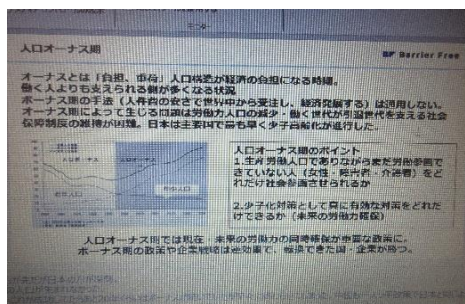 人口オーナス期
Barrier Free
オーナスとは「負担、重荷」人口構造が経済の負担になる時期。
働く人よりも支えられる側が多くなる状況
ボーナス期の手法（人件費の安さで世界中から受注し、経済発展する）は通用しない。
オーナス期によって生じる問題は労働力人口の減少・働く世代が引退世代を支える社会
保障制度の維持が困難。日本は主要国で最も早く少子高齢化が進行した。
人口オーナス期のポイント
1.生産労働人口でありながらまだ労働参画で
きていない人（女性・障害者・介護者）をど
れだけ社会参画させられるか
2.少子化対策として真に有効な対策をどれだ
けできるか（未来の労働力確保）
人口オーナス期では現在 未来の労働力の同時確保が重要な政策に。
ボーナス期の政策や企業戦略は逆効果で、転換できた国・企業が勝つ。